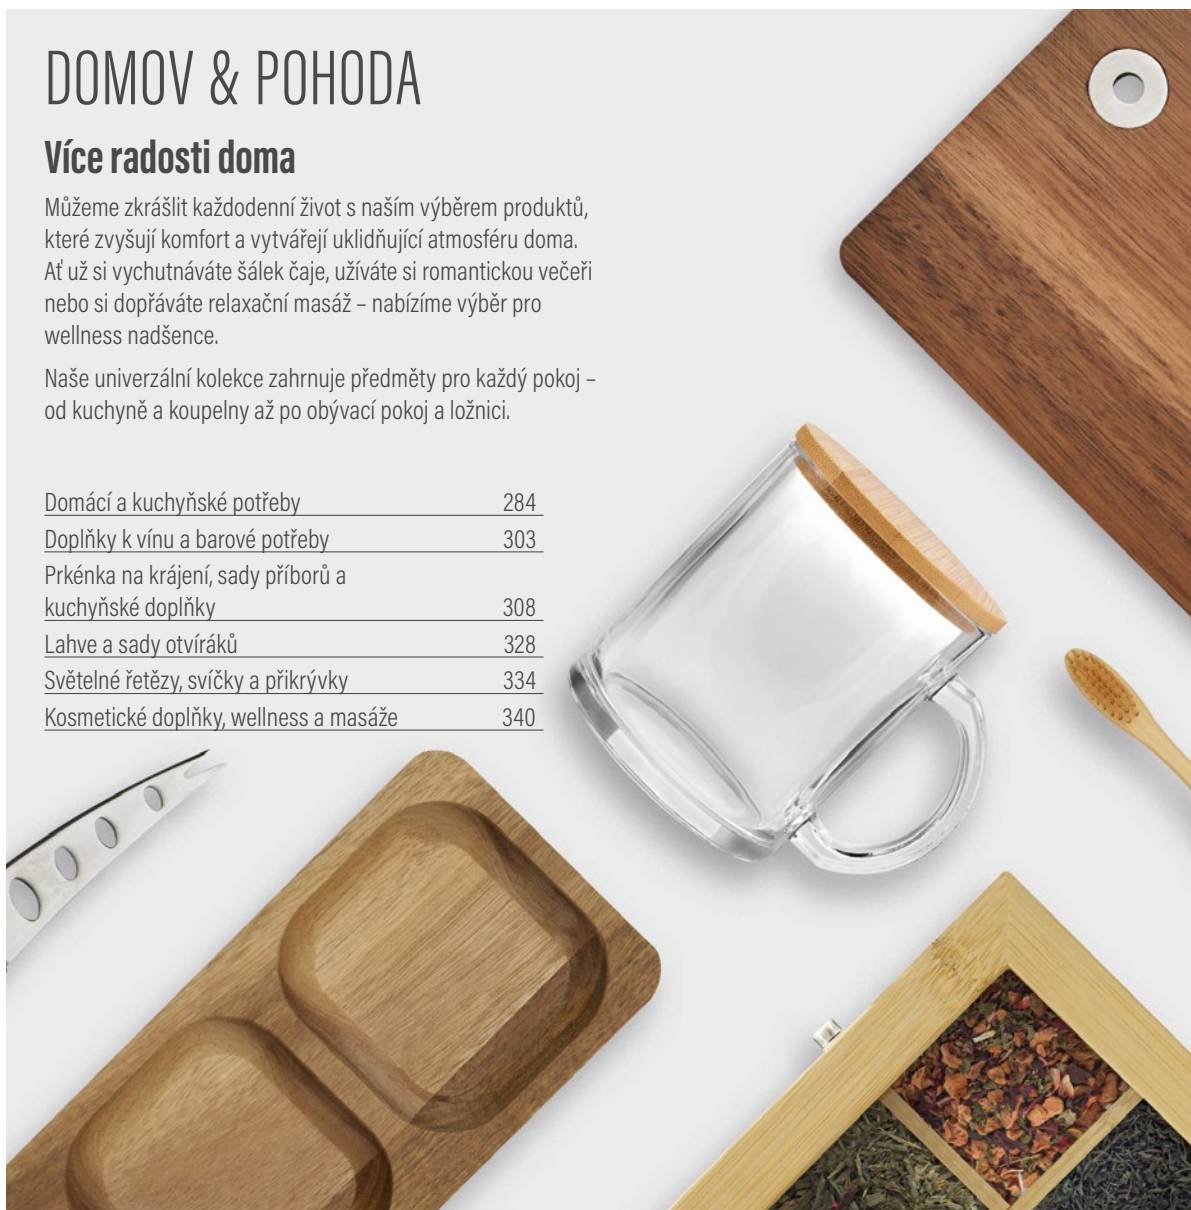 DOMOV & POHODA
Více radosti doma
Můžeme zkrášlit každodenní život s naším výběrem produktů,
které zvyšují komfort a vytvářejí uklidňující atmosféru doma.
Ať už si vychutnáváte šálek čaje, užíváte si romantickou večeři
nebo si dopřáváte relaxační masáž – nabízíme výběr pro
wellness nadšence.
Naše univerzální kolekce zahrnuje předměty pro každý pokoj –
od kuchyně a koupelny až po obývací pokoj a ložnici.
Domácí a kuchyňské potřeby 284
Doplňky k vínu a barové potřeby 303
Prkénka na krájení, sady příborů a
kuchyňské doplňky 308
Lahve a sady otvíráků 328
Světelné řetězy, svíčky a přikrývky 334
Kosmetické doplňky, wellness a masáže 340